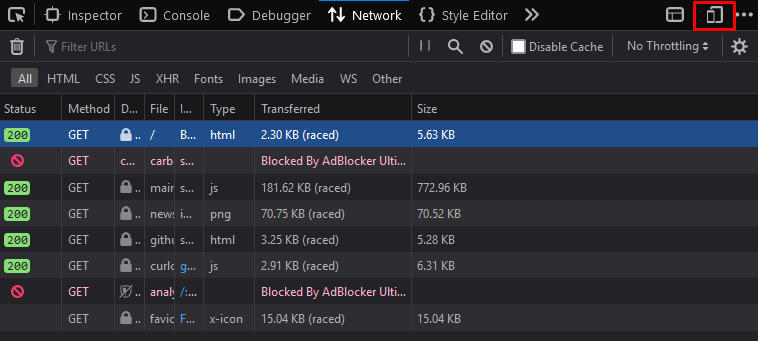 Inspector Console Debugger Network {} Style Editor
Filter URLs Disable Cache No Throttling
All HTML CSS JS XHR Fonts Images Media WS Other
Status Method D... File I... Type Transferred Size
200 GET .. / B... html 2.30 KB (raced) 5.63 KB
GET c... carb s... Blocked By AdBlocker Ulti...
200 GET .. main s... js 181.62 KB (raced) 772.96 KB
200 GET .. news i... png 70.75 KB (raced) 70.52 KB
200 GET .. githu s... html 3.25 KB (raced) 5.28 KB
200 GET .. curlc g... js 2.91 KB (raced) 6.31 KB
GET .. analy /:... Blocked By AdBlocker Ulti...
GET .. favic F... x-icon 15.04 KB (raced) 15.04 KB